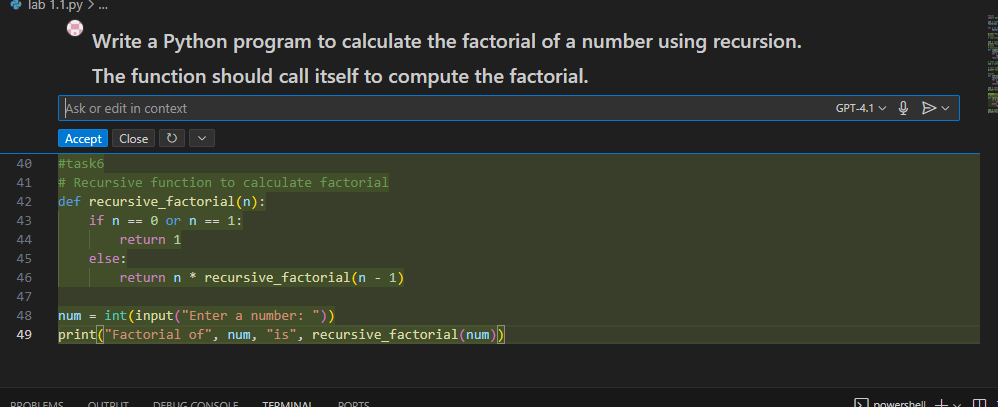 lab 1.1.py > ...
Write a Python program to calculate the factorial of a number using recursion.
The function should call itself to compute the factorial.
Ask or edit in context GPT-4.1
Accept Close
40 #task6
41 # Recursive function to calculate factorial
42 def recursive_factorial(n):
43     if n == 0 or n == 1:
44         return 1
45     else:
46         return n * recursive_factorial(n - 1)
47
48 num = int(input("Enter a number: "))
49 print("Factorial of", num, "is", recursive_factorial(num))
PROBLEMS OUTPUT DEBUG CONSOLE TERMINAL PORTS powershell